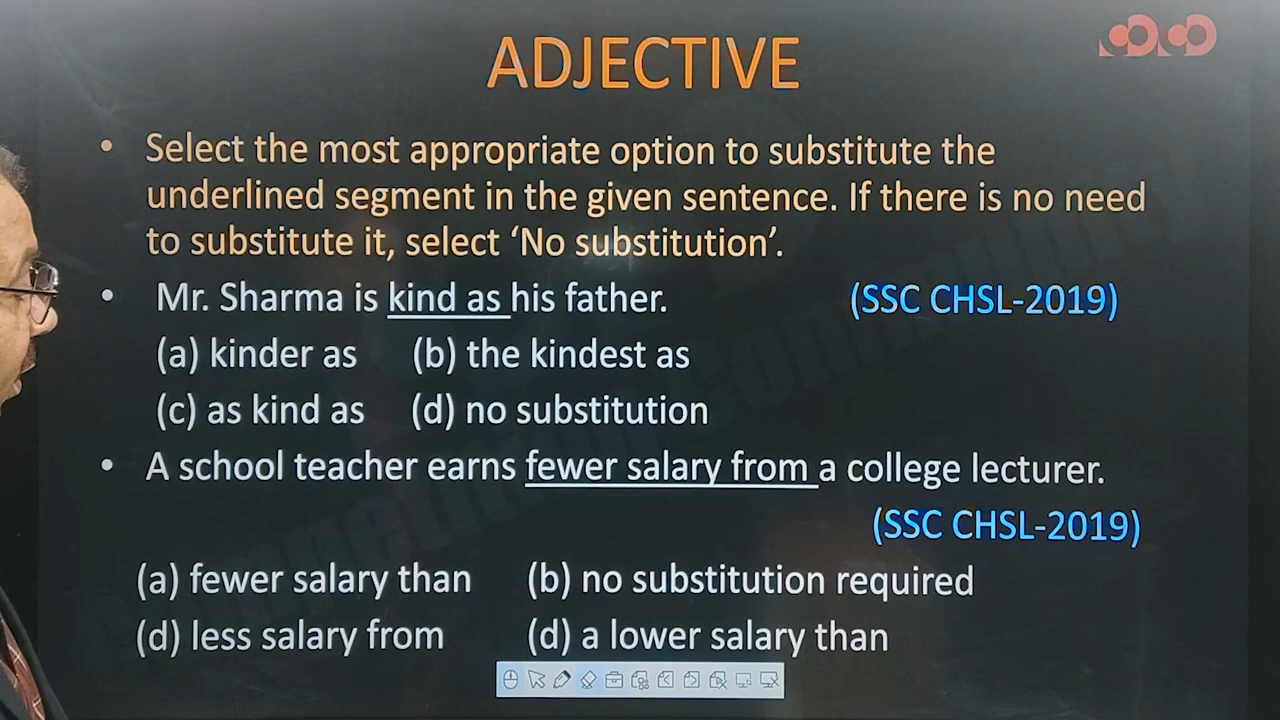 ADJECTIVE
• Select the most appropriate option to substitute the
underlined segment in the given sentence. If there is no need
to substitute it, select ‘No substitution’.
• Mr. Sharma is kind as his father. (SSC CHSL-2019)
(a) kinder as (b) the kindest as
(c) as kind as (d) no substitution
• A school teacher earns fewer salary from a college lecturer.
(SSC CHSL-2019)
(a) fewer salary than (b) no substitution required
(d) less salary from (d) a lower salary than